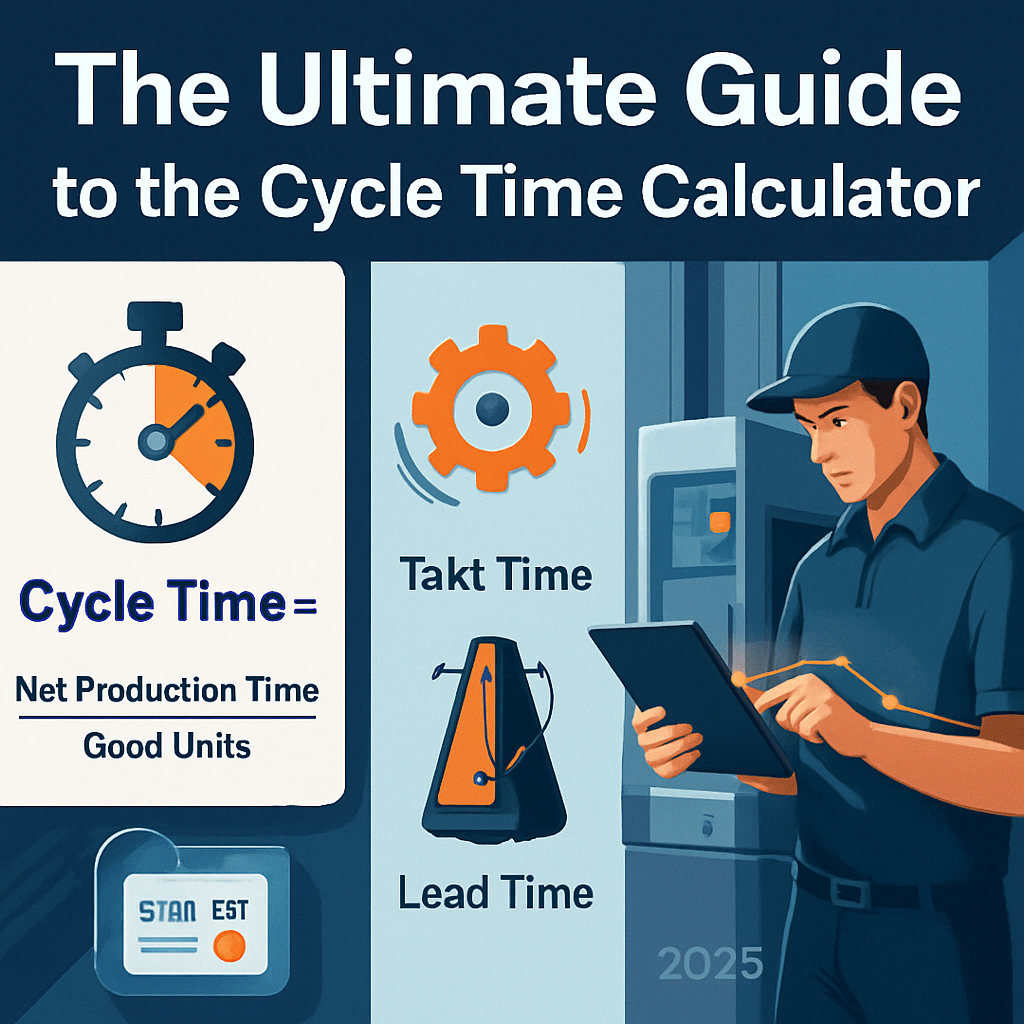 The Ultimate Guide
to the Cycle Time Calculator
Cycle Time =
Net Production Time
Good Units
Takt Time
Lead Time
STAN EST
2025